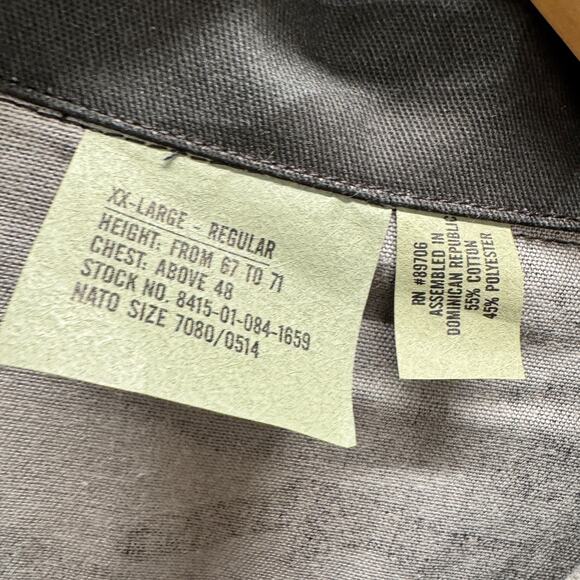 XX-LARGE - REGULAR
HEIGHT: FROM 67 TO 71
CHEST: ABOVE 48
STOCK NO. 8415-01-084-1659
NATO SIZE 7080/0514
RN #89706
ASSEMBLED IN
DOMINICAN REPUBLIC
55% COTTON
45% POLYESTER